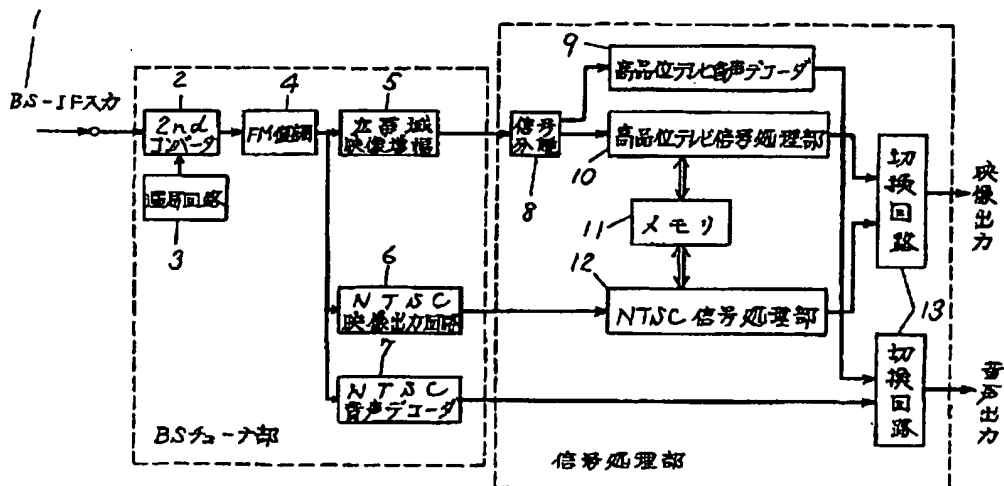 1
BS-IF入力
2
2nd
コンバータ
3
選局回路
4
FM復調
5
広帯域
映像増幅
6
NTSC
映像出力回路
7
NTSC
音声デコーダ
BSチューナ部
8
信号
分離
9
高品位テレビ音声デコーダ
10
高品位テレビ信号処理部
11
メモリ
12
NTSC信号処理部
13
切換回路
切換回路
映像出力
音声出力
信号処理部